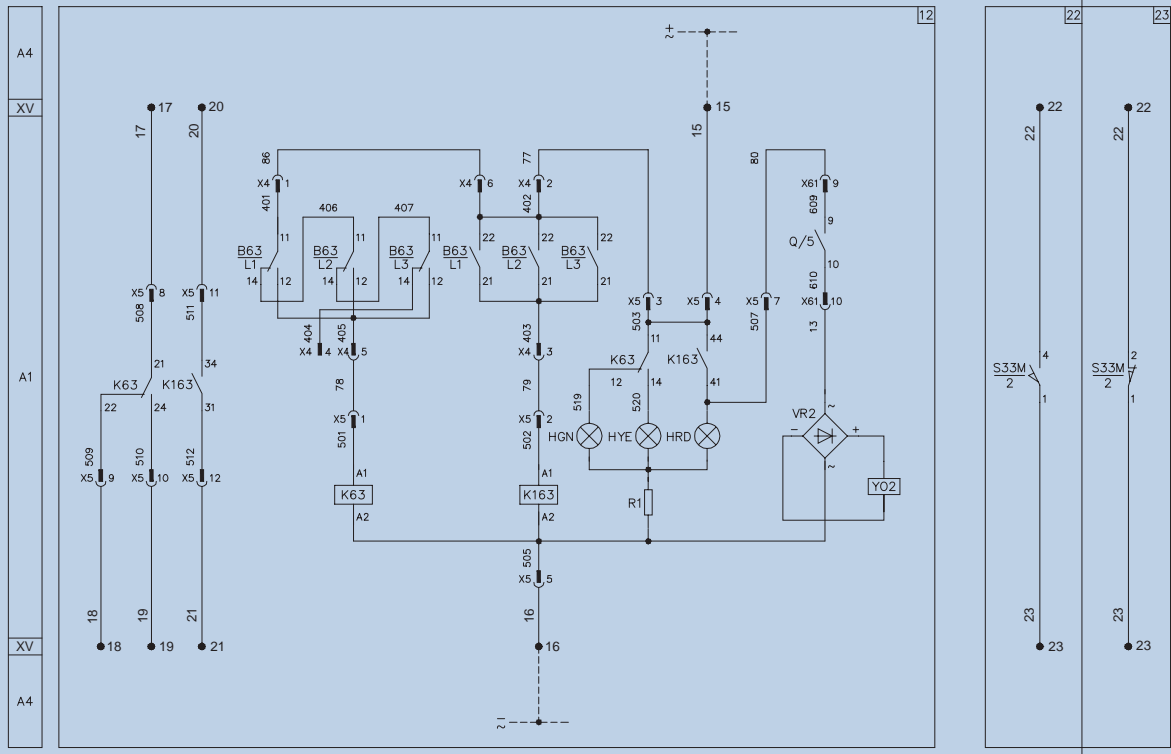 12
22
23
A4
XV
A1
XV
A4
+
~
15
17
20
22
22
17
20
15
22
22
86
77
80
X4 1
X4 6
X4 2
X61 9
401
406
407
402
609
11
11
11
22
22
22
9
B63
L1
B63
L2
B63
L3
B63
L1
B63
L2
B63
L3
Q/5
14 12
14 12
14 12
21
21
21
10
610
X5 8
X5 11
X5 3
X5 4
X5 7
X61 10
508
511
404
405
403
503
507
13
X4 4
X4 5
X4 3
11
44
21
34
K63
K163
K63
K163
12
14
41
22
24
31
S33M
2
4
1
S33M
2
2
1
78
79
519
520
X5 1
X5 2
501
502
HGN
HYE
HRD
VR2
~
-
+
~
509
510
512
X5 9
X5 10
X5 12
A1
K63
A2
A1
K163
A2
R1
Y02
505
X5 5
18
19
21
16
23
23
18
19
21
16
23
23
-
~